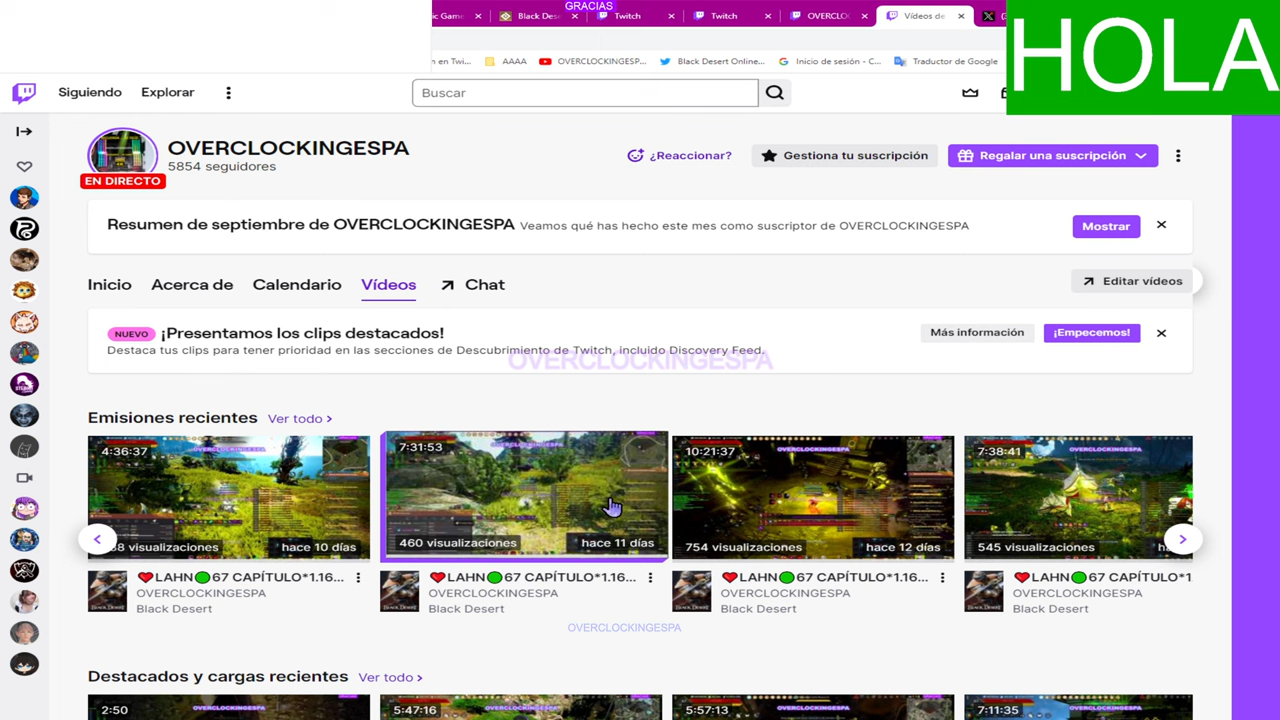 GRACIAS
ic Game
Black Des
Twitch
Twitch
OVERCLO
Vídeos de
HOLA
en Twi...
AAAA
OVERCLOCKINGESP...
Black Desert Online...
Inicio de sesión - C...
Traductor de Google
Siguiendo
Explorar
Buscar
OVERCLOCKINGESPA
5854 seguidores
EN DIRECTO
¿Reaccionar?
Gestiona tu suscripción
Regalar una suscripción
Resumen de septiembre de OVERCLOCKINGESPA Veamos qué has hecho este mes como suscriptor de OVERCLOCKINGESPA
Mostrar
Inicio
Acerca de
Calendario
Vídeos
Chat
Editar vídeos
NUEVO ¡Presentamos los clips destacados!
Destaca tus clips para tener prioridad en las secciones de Descubrimiento de Twitch, incluido Discovery Feed.
Más información
¡Empecemos!
OVERCLOCKINGESPA
Emisiones recientes Ver todo
4:36:37
8 visualizaciones
hace 10 días
7:31:53
460 visualizaciones
hace 11 días
10:21:37
754 visualizaciones
hace 12 días
7:38:41
545 visualizaciones
❤LAHN🟢67 CAPÍTULO*1.16...
OVERCLOCKINGESPA
Black Desert
❤LAHN🟢67 CAPÍTULO*1.16...
OVERCLOCKINGESPA
Black Desert
❤LAHN🟢67 CAPÍTULO*1.16...
OVERCLOCKINGESPA
Black Desert
❤LAHN🟢67 CAPÍTULO*1
OVERCLOCKINGESPA
Black Desert
OVERCLOCKINGESPA
Destacados y cargas recientes Ver todo
2:50
5:47:16
5:57:13
7:11:35